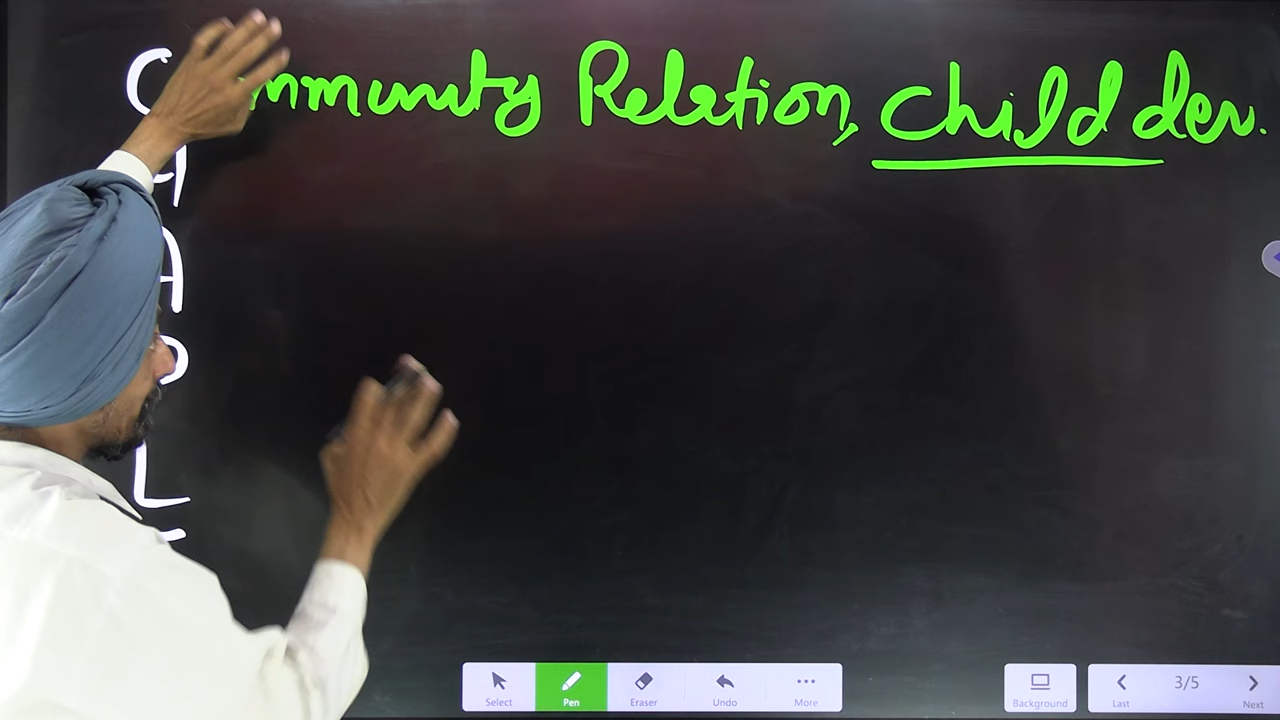 C mmunity Relation, Child dev.
A
L
Select Pen Eraser Undo More Background Last 3/5 Next